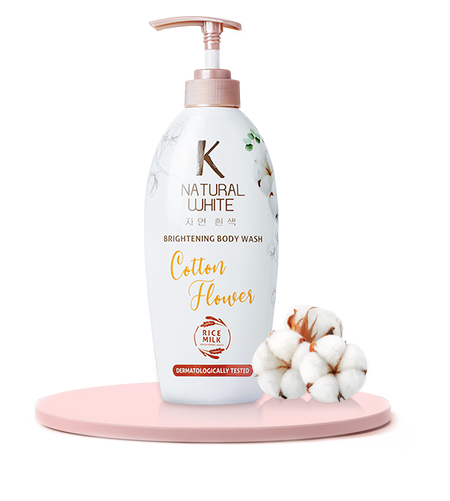 K
NATURAL
WHITE
자연 흰색
BRIGHTENING BODY WASH
Cotton
Flower
RICE
MILK
DERMATOLOGICALLY TESTED